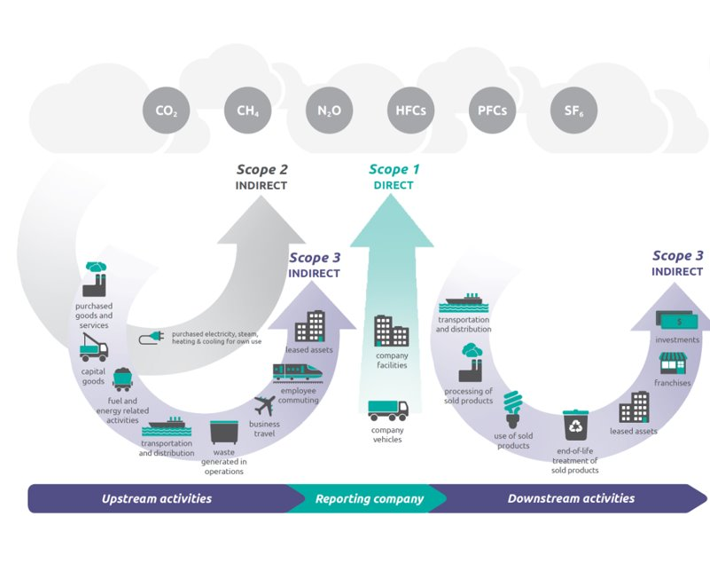 CO₂
CH₄
N₂O
HFCs
PFCs
SF₆
Scope 2
INDIRECT
Scope 1
DIRECT
Scope 3
INDIRECT
Scope 3
INDIRECT
purchased
goods and
services
capital
goods
fuel and
energy related
activities
transportation
and distribution
waste
generated in
operations
business
travel
employee
commuting
leased assets
purchased electricity, steam,
heating & cooling for own use
company
facilities
company
vehicles
transportation
and distribution
processing of
sold products
use of sold
products
end-of-life
treatment of
sold products
leased assets
franchises
$
investments
Upstream activities
Reporting company
Downstream activities